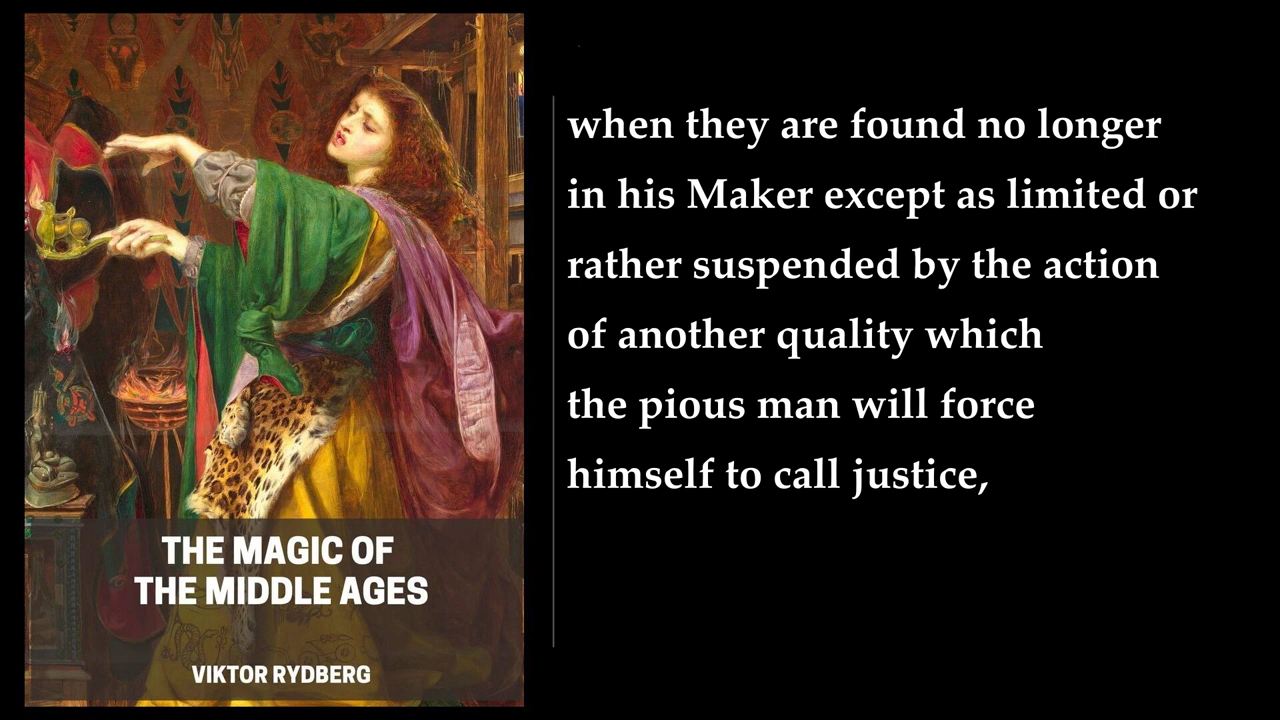 THE MAGIC OF
THE MIDDLE AGES
VIKTOR RYDBERG
when they are found no longer
in his Maker except as limited or
rather suspended by the action
of another quality which
the pious man will force
himself to call justice,